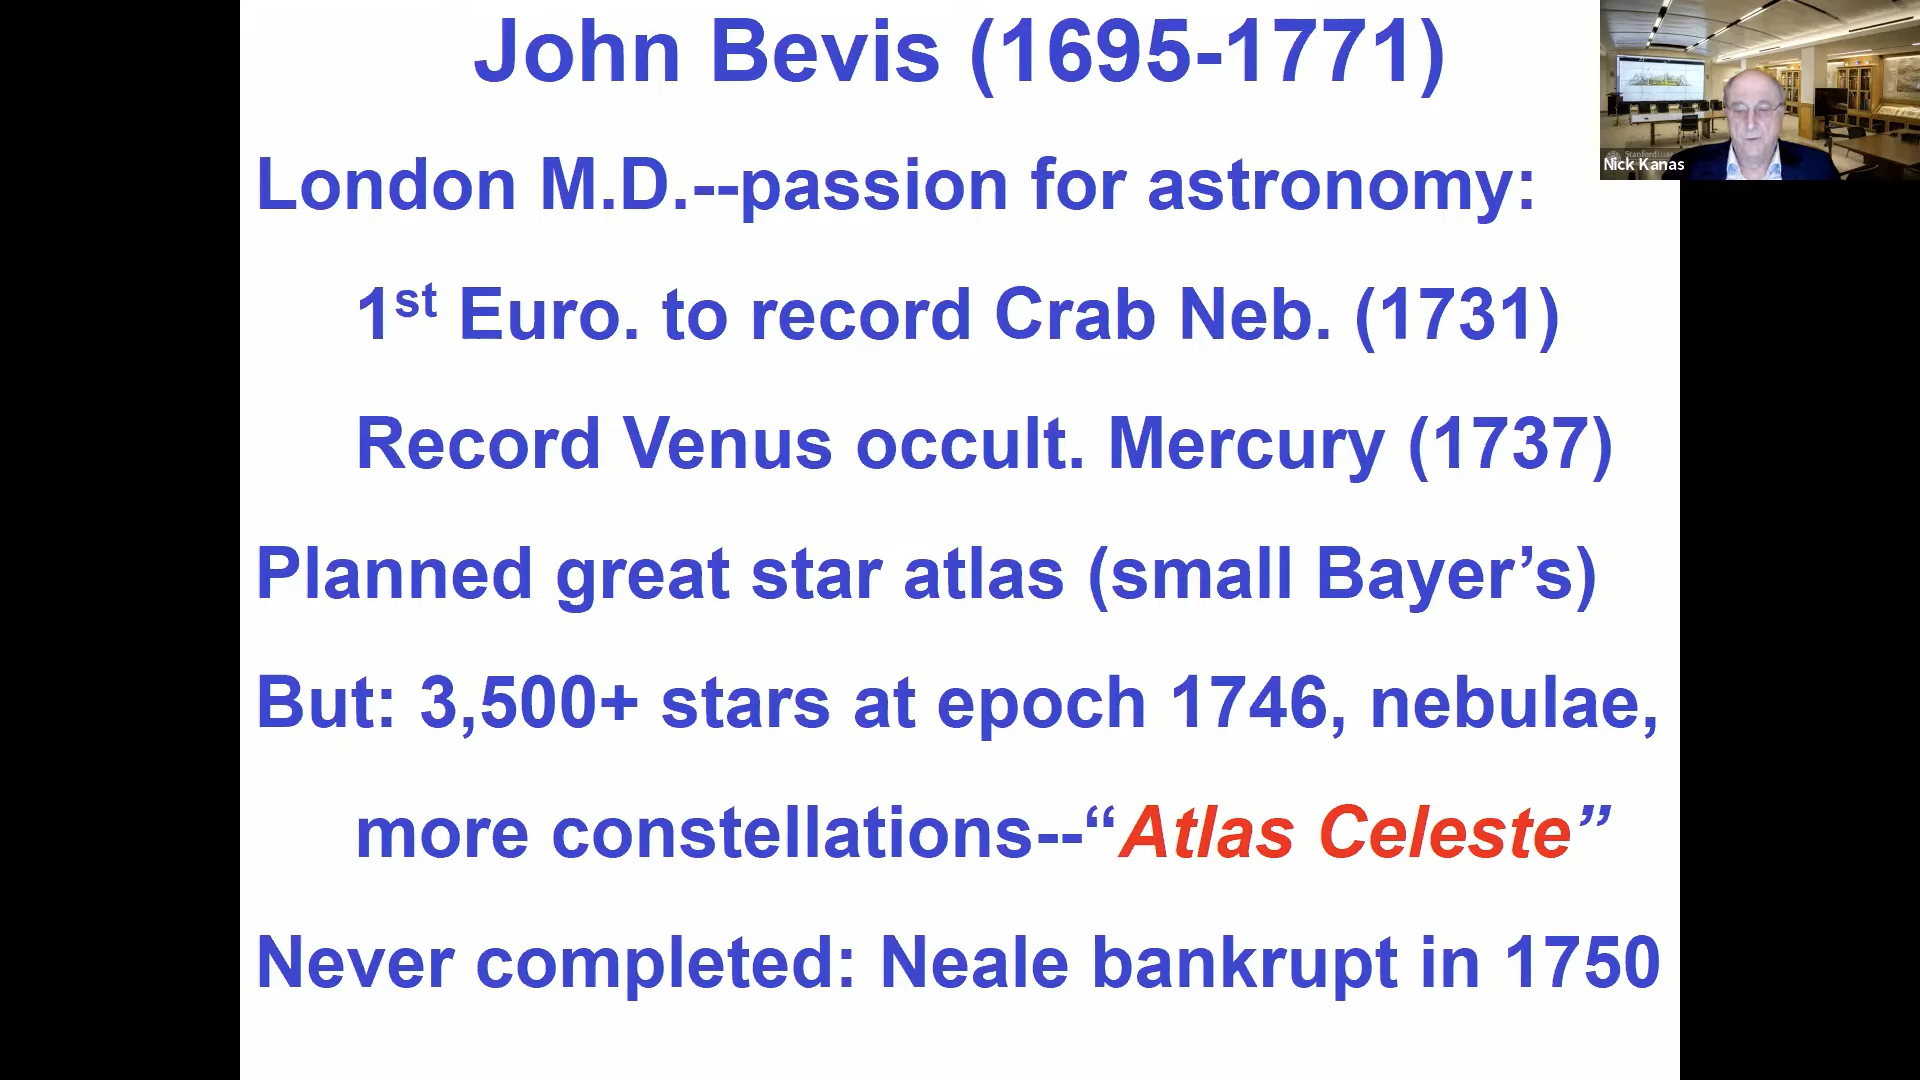 John Bevis (1695-1771)
London M.D.--passion for astronomy:
1st Euro. to record Crab Neb. (1731)
Record Venus occult. Mercury (1737)
Planned great star atlas (small Bayer’s)
But: 3,500+ stars at epoch 1746, nebulae,
more constellations--“Atlas Celeste”
Never completed: Neale bankrupt in 1750
Nick Kanas